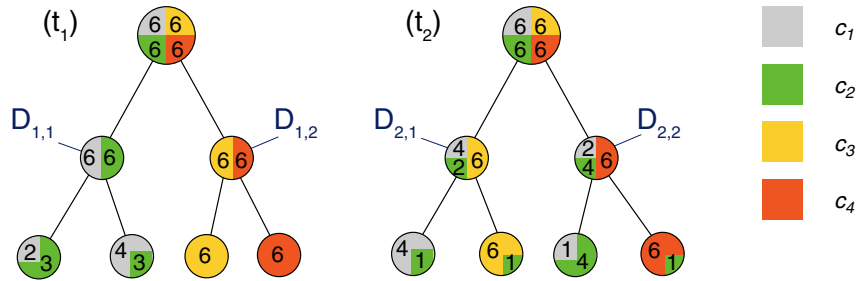 (t₁)
6 6
6 6
(t₂)
6 6
6 6
c₁
c₂
c₃
c₄
D₁,₁
D₁,₂
D₂,₁
D₂,₂
6 6
6 6
4
2 6
2
4 6
2 3
4 3
6
6
4 1
6 1
1 4
6 1